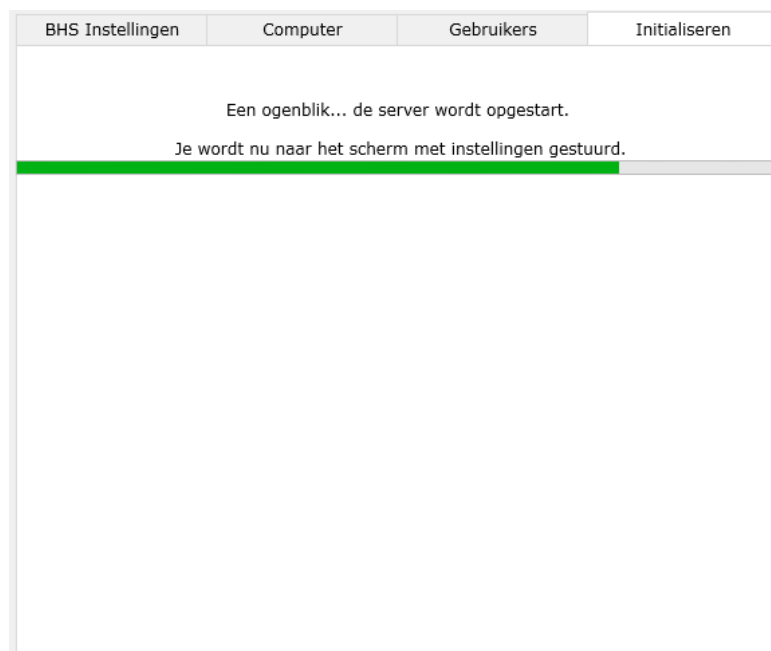 BHS Instellingen Computer Gebruikers Initialiseren
Een ogenblik... de server wordt opgestart.
Je wordt nu naar het scherm met instellingen gestuurd.